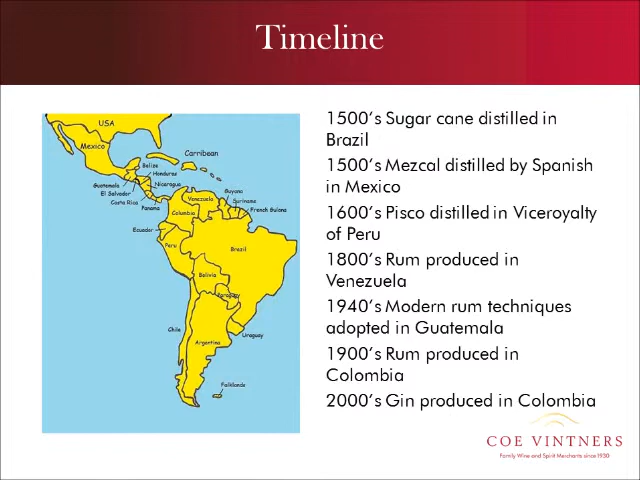 Timeline
USA
Mexico
Carribean
Belize
Honduras
Guatemala
Nicaragua
El Salvador
Costa Rica
Panama
Venezuela
Guyana
Suriname
French Guiana
Columbia
Ecuador
Peru
Brazil
Bolivia
Paraguay
Chile
Uruguay
Argentina
Falklands
1500's Sugar cane distilled in
Brazil
1500's Mezcal distilled by Spanish
in Mexico
1600's Pisco distilled in Viceroyalty
of Peru
1800's Rum produced in
Venezuela
1940's Modern rum techniques
adopted in Guatemala
1900's Rum produced in
Colombia
2000's Gin produced in Colombia
COE VINTNERS
Family Wine and Spirit Merchants since 1930